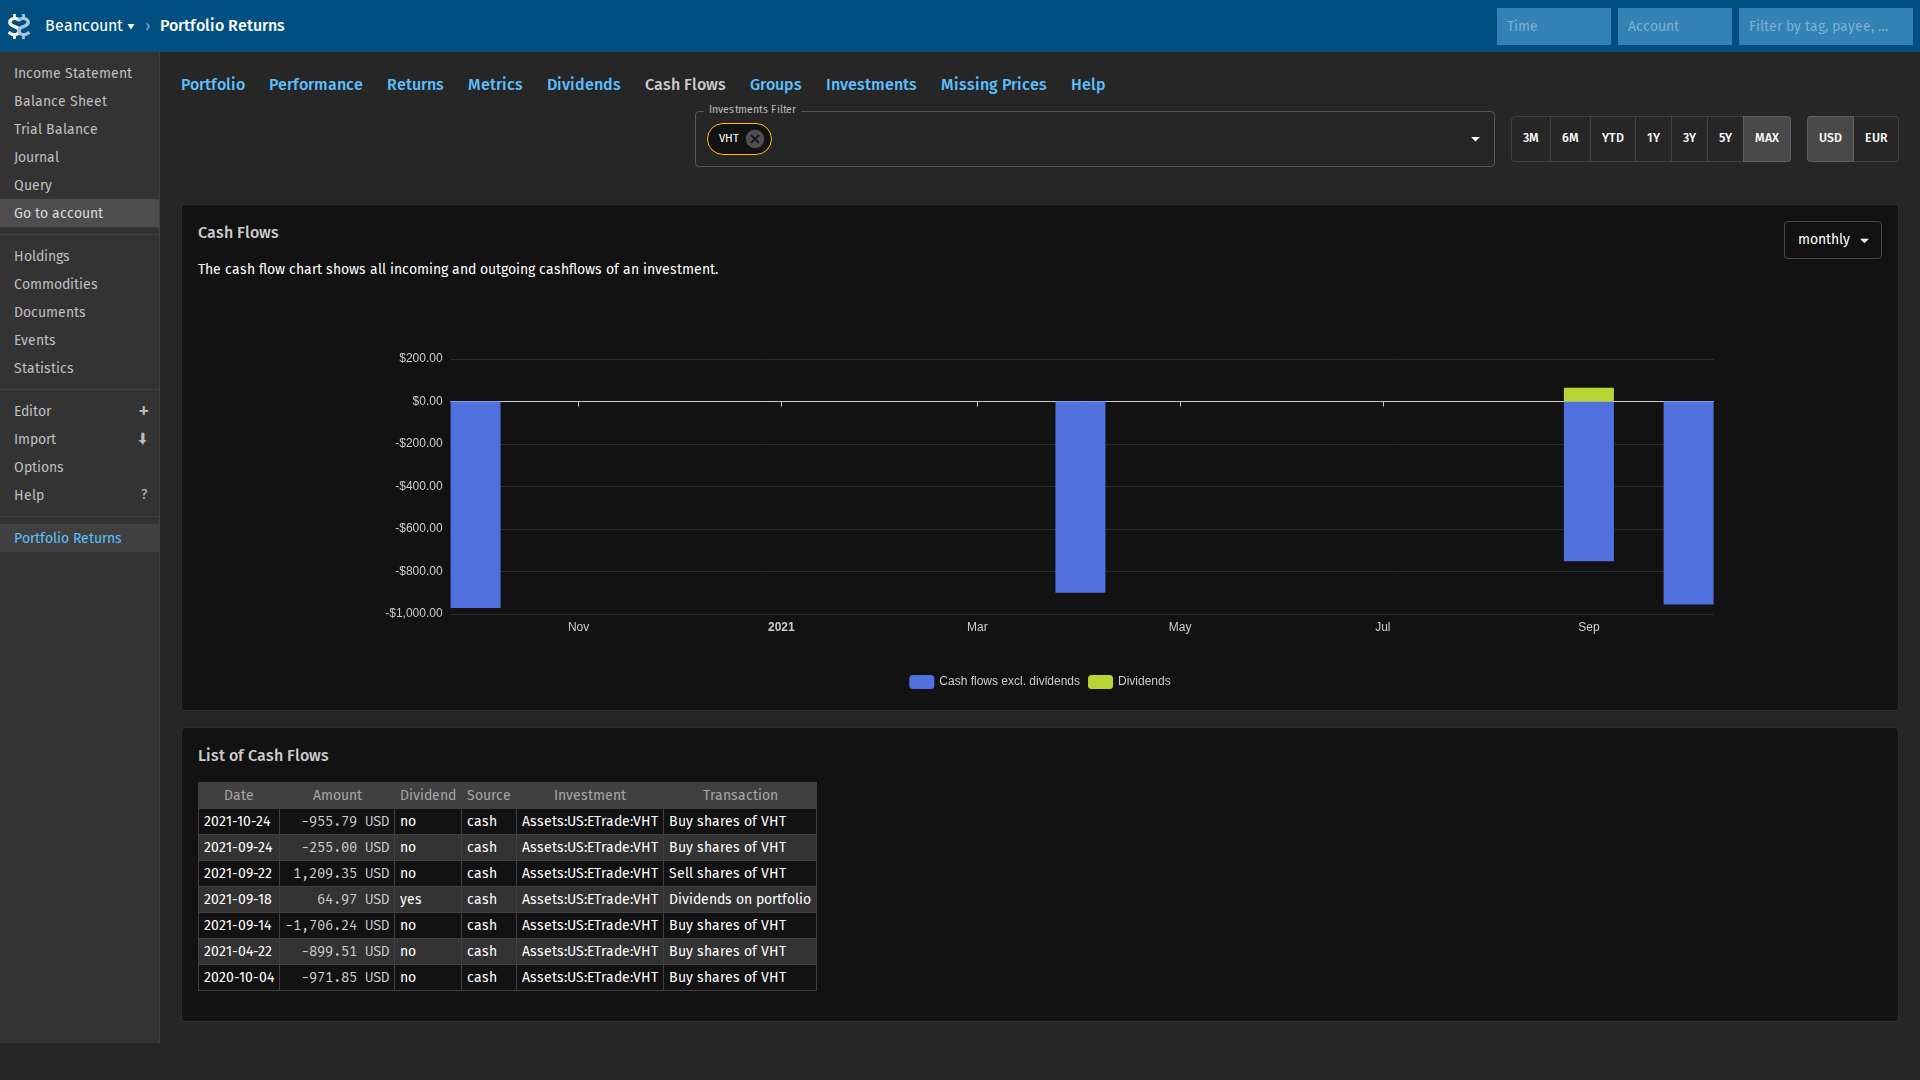 Beancount ▾ › Portfolio Returns
Time
Account
Filter by tag, payee, ...
Income Statement
Balance Sheet
Trial Balance
Journal
Query
Go to account
Holdings
Commodities
Documents
Events
Statistics
Editor +
Import ⬇
Options
Help ?
Portfolio Returns
Portfolio Performance Returns Metrics Dividends Cash Flows Groups Investments Missing Prices Help
Investments Filter
VHT
3M 6M YTD 1Y 3Y 5Y MAX
USD EUR
Cash Flows
monthly
The cash flow chart shows all incoming and outgoing cashflows of an investment.
$200.00
$0.00
-$200.00
-$400.00
-$600.00
-$800.00
-$1,000.00
Nov 2021 Mar May Jul Sep
Cash flows excl. dividends Dividends
List of Cash Flows
Date Amount Dividend Source Investment Transaction
2021-10-24 -955.79 USD no cash Assets:US:ETrade:VHT Buy shares of VHT
2021-09-24 -255.00 USD no cash Assets:US:ETrade:VHT Buy shares of VHT
2021-09-22 1,209.35 USD no cash Assets:US:ETrade:VHT Sell shares of VHT
2021-09-18 64.97 USD yes cash Assets:US:ETrade:VHT Dividends on portfolio
2021-09-14 -1,706.24 USD no cash Assets:US:ETrade:VHT Buy shares of VHT
2021-04-22 -899.51 USD no cash Assets:US:ETrade:VHT Buy shares of VHT
2020-10-04 -971.85 USD no cash Assets:US:ETrade:VHT Buy shares of VHT